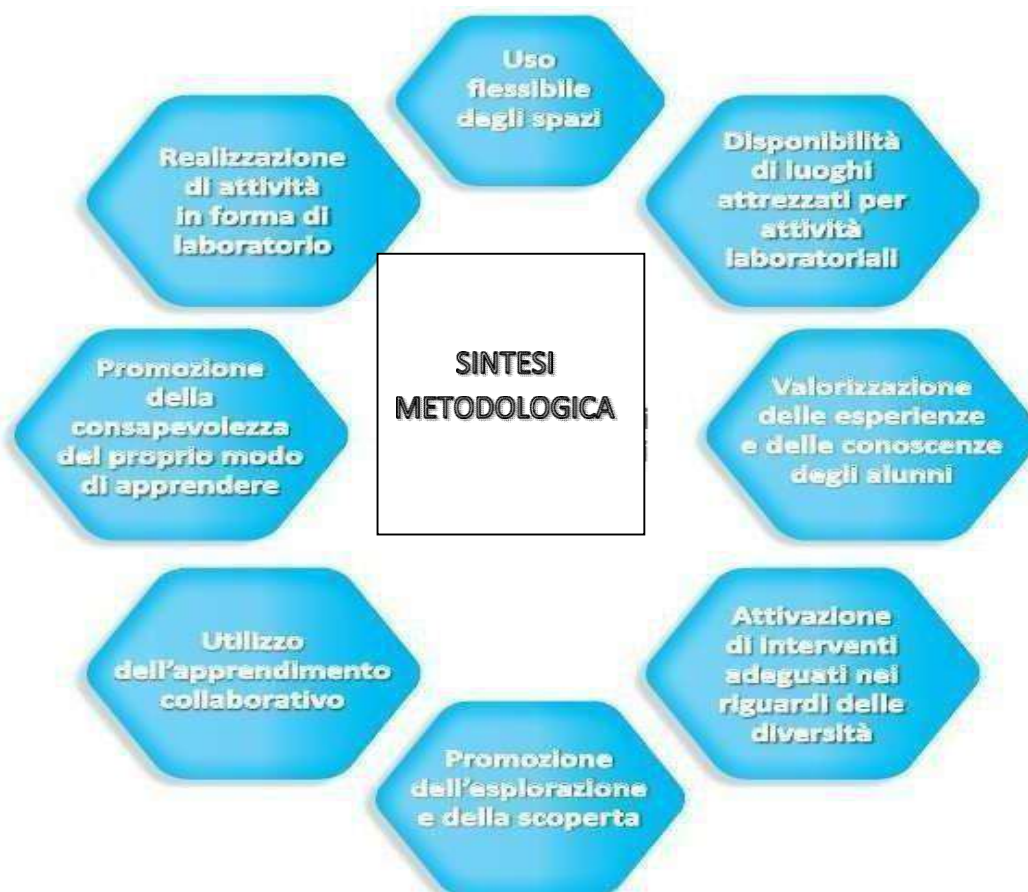 Uso
flessibile
degli spazi
Disponibilità
di luoghi
attrezzati per
attività
laboratoriali
Valorizzazione
delle esperienze
e delle conoscenze
degli alunni
Attivazione
di interventi
adeguati nei
riguardi delle
diversità
Promozione
dell'esplorazione
e della scoperta
Utilizzo
dell'apprendimento
collaborativo
Promozione
della
consapevolezza
del proprio modo
di apprendere
Realizzazione
di attività
in forma di
laboratorio
SINTESI
METODOLOGICA